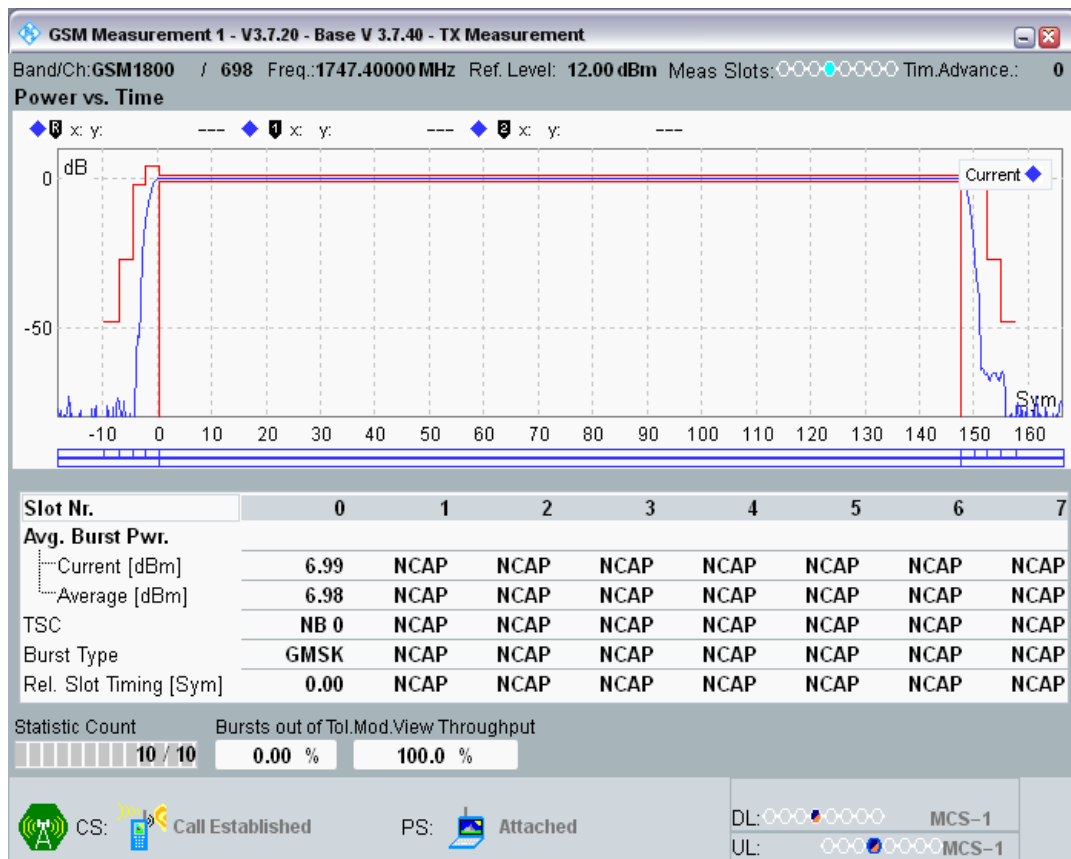 GSM Measurement 1 - V3.7.20 - Base V 3.7.40 - TX Measurement
Band/Ch:GSM1800 / 698 Freq.:1747.40000 MHz Ref. Level: 12.00 dBm Meas Slots: Tim.Advance.: 0
Power vs. Time
R x: y: --- 1 x: y: --- 2 x: y: ---
dB
Current
0
-50
Sym
-10 0 10 20 30 40 50 60 70 80 90 100 110 120 130 140 150 160
Slot Nr. 0 1 2 3 4 5 6 7
Avg. Burst Pwr.
Current [dBm] 6.99 NCAP NCAP NCAP NCAP NCAP NCAP NCAP
Average [dBm] 6.98 NCAP NCAP NCAP NCAP NCAP NCAP NCAP
TSC NB 0 NCAP NCAP NCAP NCAP NCAP NCAP NCAP
Burst Type GMSK NCAP NCAP NCAP NCAP NCAP NCAP NCAP
Rel. Slot Timing [Sym] 0.00 NCAP NCAP NCAP NCAP NCAP NCAP NCAP
Statistic Count Bursts out of Tol.Mod.View Throughput
10 / 10 0.00 % 100.0 %
CS: Call Established PS: Attached
DL: MCS-1
UL: MCS-1